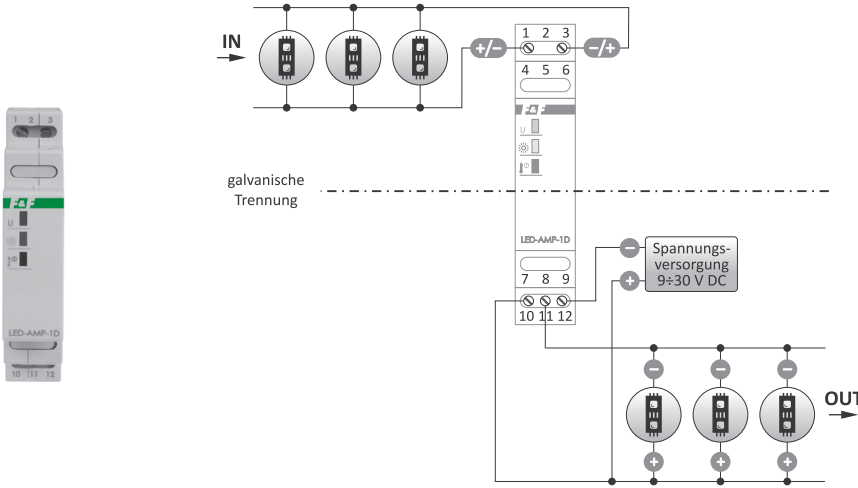 1 2 3
F&F
U
LED-AMP-1D
10 11 12
IN
+/−
−/+
1 2 3
4 5 6
F&F
U
galvanische
Trennung
LED-AMP-1D
7 8 9
10 11 12
−
+
Spannungs-
versorgung
9÷30 V DC
− − −
OUT
+ + +